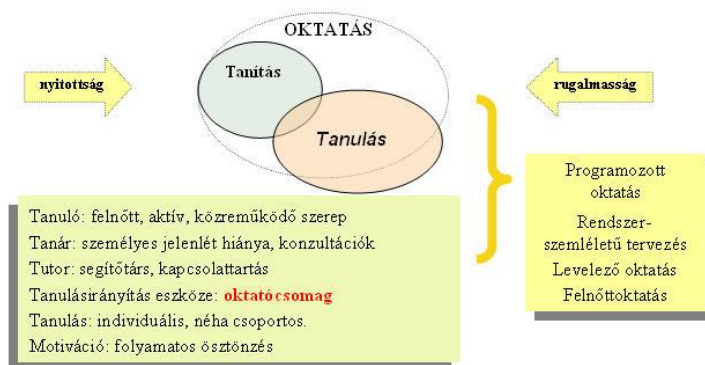 OKTATÁS
Tanítás
Tanulás
nyitottság
rugalmasság
Tanuló: felnőtt, aktív, közreműködő szerep
Tanár: személyes jelenlét hiánya, konzultációk
Tutor: segítőtárs, kapcsolattartás
Tanulásirányítás eszköze: oktatócsomag
Tanulás: individuális, néha csoportos.
Motiváció: folyamatos ösztönzés
Programozott
oktatás
Rendszer-
szemléletű tervezés
Levelező oktatás
Felnőttoktatás